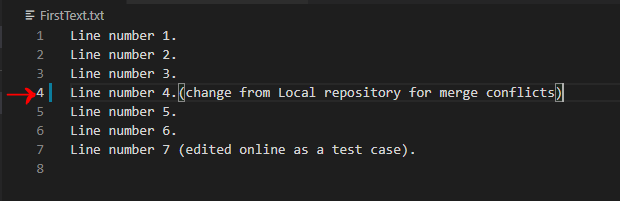 FirstText.txt
1 Line number 1.
2 Line number 2.
3 Line number 3.
4 Line number 4.(change from Local repository for merge conflicts)
5 Line number 5.
6 Line number 6.
7 Line number 7 (edited online as a test case).
8